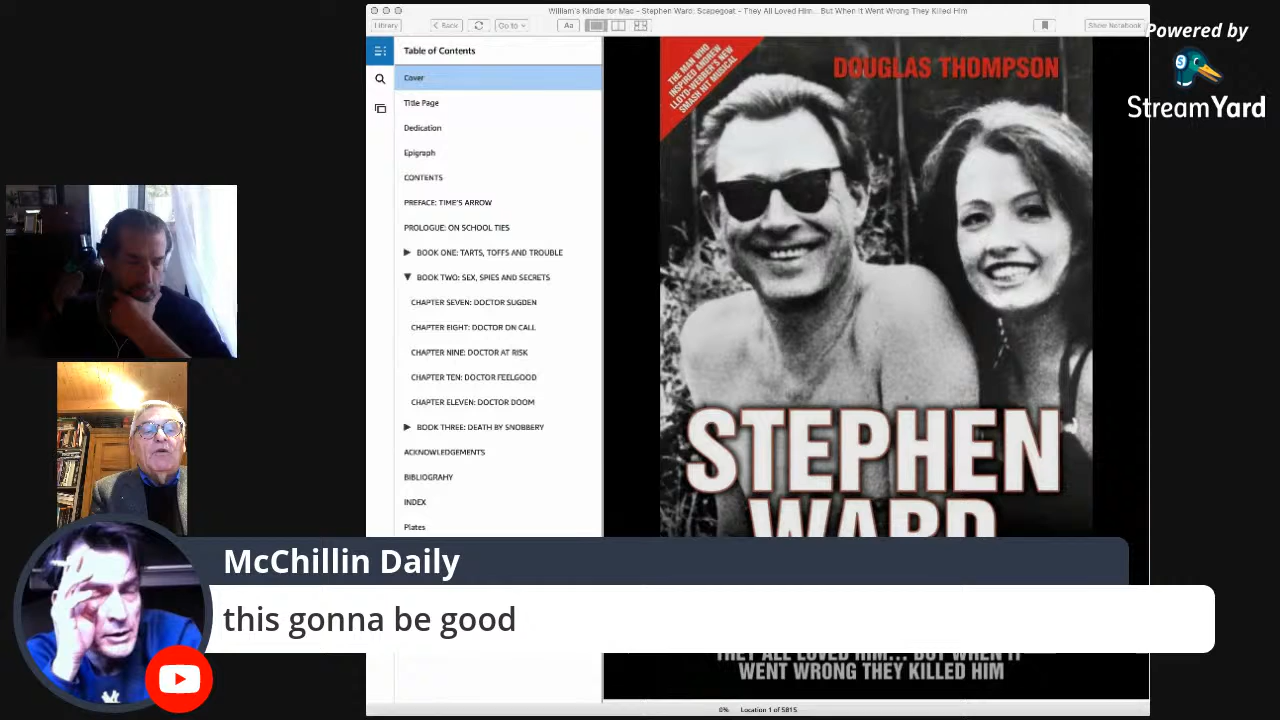 William's Kindle for Mac - Stephen Ward: Scapegoat - They All Loved Him... But When It Went Wrong They Killed Him
Library
Back
Go to
Aa
Show Notebook
Powered by
StreamYard
Table of Contents
Cover
Title Page
Dedication
Epigraph
CONTENTS
PREFACE: TIME'S ARROW
PROLOGUE: ON SCHOOL TIES
BOOK ONE: TARTS, TOFFS AND TROUBLE
BOOK TWO: SEX, SPIES AND SECRETS
CHAPTER SEVEN: DOCTOR SUGDEN
CHAPTER EIGHT: DOCTOR ON CALL
CHAPTER NINE: DOCTOR AT RISK
CHAPTER TEN: DOCTOR FEELGOOD
CHAPTER ELEVEN: DOCTOR DOOM
BOOK THREE: DEATH BY SNOBBERY
ACKNOWLEDGEMENTS
BIBLIOGRAHY
INDEX
Plates
THE MAN WHO
INSPIRED ANDREW
LLOYD-WEBBER'S NEW
SMASH HIT MUSICAL
DOUGLAS THOMPSON
STEPHEN
WARD
McChillin Daily
this gonna be good
THEY ALL LOVED HIM... BUT WHEN IT
WENT WRONG THEY KILLED HIM
0% Location 1 of 5815